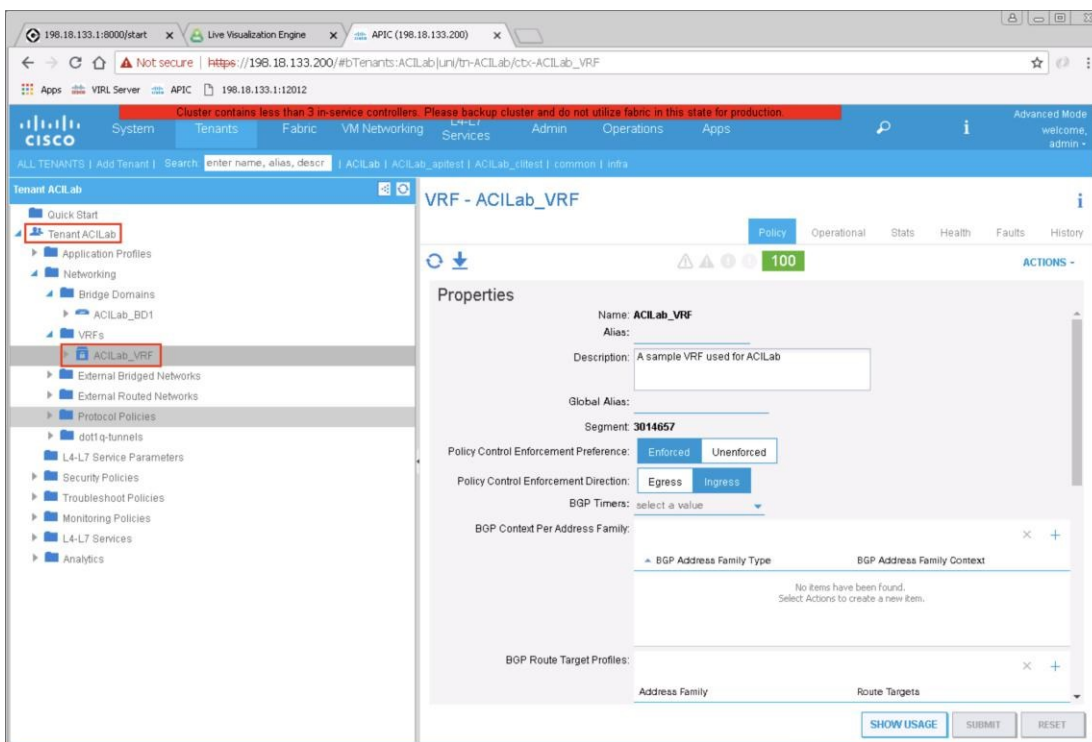 198.18.133.1:8000/start
Live Visualization Engine
APIC (198.18.133.200)
Not secure | https://198.18.133.200/#bTenants:ACILab|uni/tn-ACILab/ctx-ACILab_VRF
Apps VIRL Server APIC 198.18.133.1:12012
Cluster contains less than 3 in-service controllers. Please backup cluster and do not utilize fabric in this state for production.
CISCO
System Tenants Fabric VM Networking L4-L7 Services Admin Operations Apps
i
Advanced Mode
welcome,
admin
ALL TENANTS | Add Tenant | Search: enter name, alias, descr | ACILab | ACILab_apitest | ACILab_clitest | common | infra
Tenant ACILab
Quick Start
Tenant ACILab
Application Profiles
Networking
Bridge Domains
ACILab_BD1
VRFs
ACILab_VRF
External Bridged Networks
External Routed Networks
Protocol Policies
dot1q-tunnels
L4-L7 Service Parameters
Security Policies
Troubleshoot Policies
Monitoring Policies
L4-L7 Services
Analytics
VRF - ACILab_VRF
i
Policy Operational Stats Health Faults History
100
ACTIONS
Properties
Name: ACILab_VRF
Alias:
Description: A sample VRF used for ACILab
Global Alias:
Segment: 3014657
Policy Control Enforcement Preference: Enforced Unenforced
Policy Control Enforcement Direction: Egress Ingress
BGP Timers: select a value
BGP Context Per Address Family:
BGP Address Family Type BGP Address Family Context
No items have been found.
Select Actions to create a new item.
BGP Route Target Profiles:
Address Family Route Targets
SHOW USAGE SUBMIT RESET